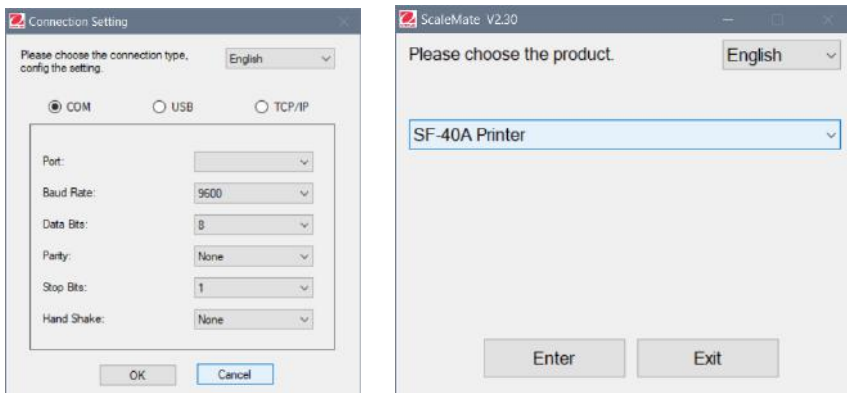 Connection Setting
Please choose the connection type,
config the setting.
English
COM
USB
TCP/IP
Port:
Baud Rate:
9600
Data Bits:
8
Parity:
None
Stop Bits:
1
Hand Shake:
None
OK
Cancel
ScaleMate V2.30
Please choose the product.
English
SF-40A Printer
Enter
Exit